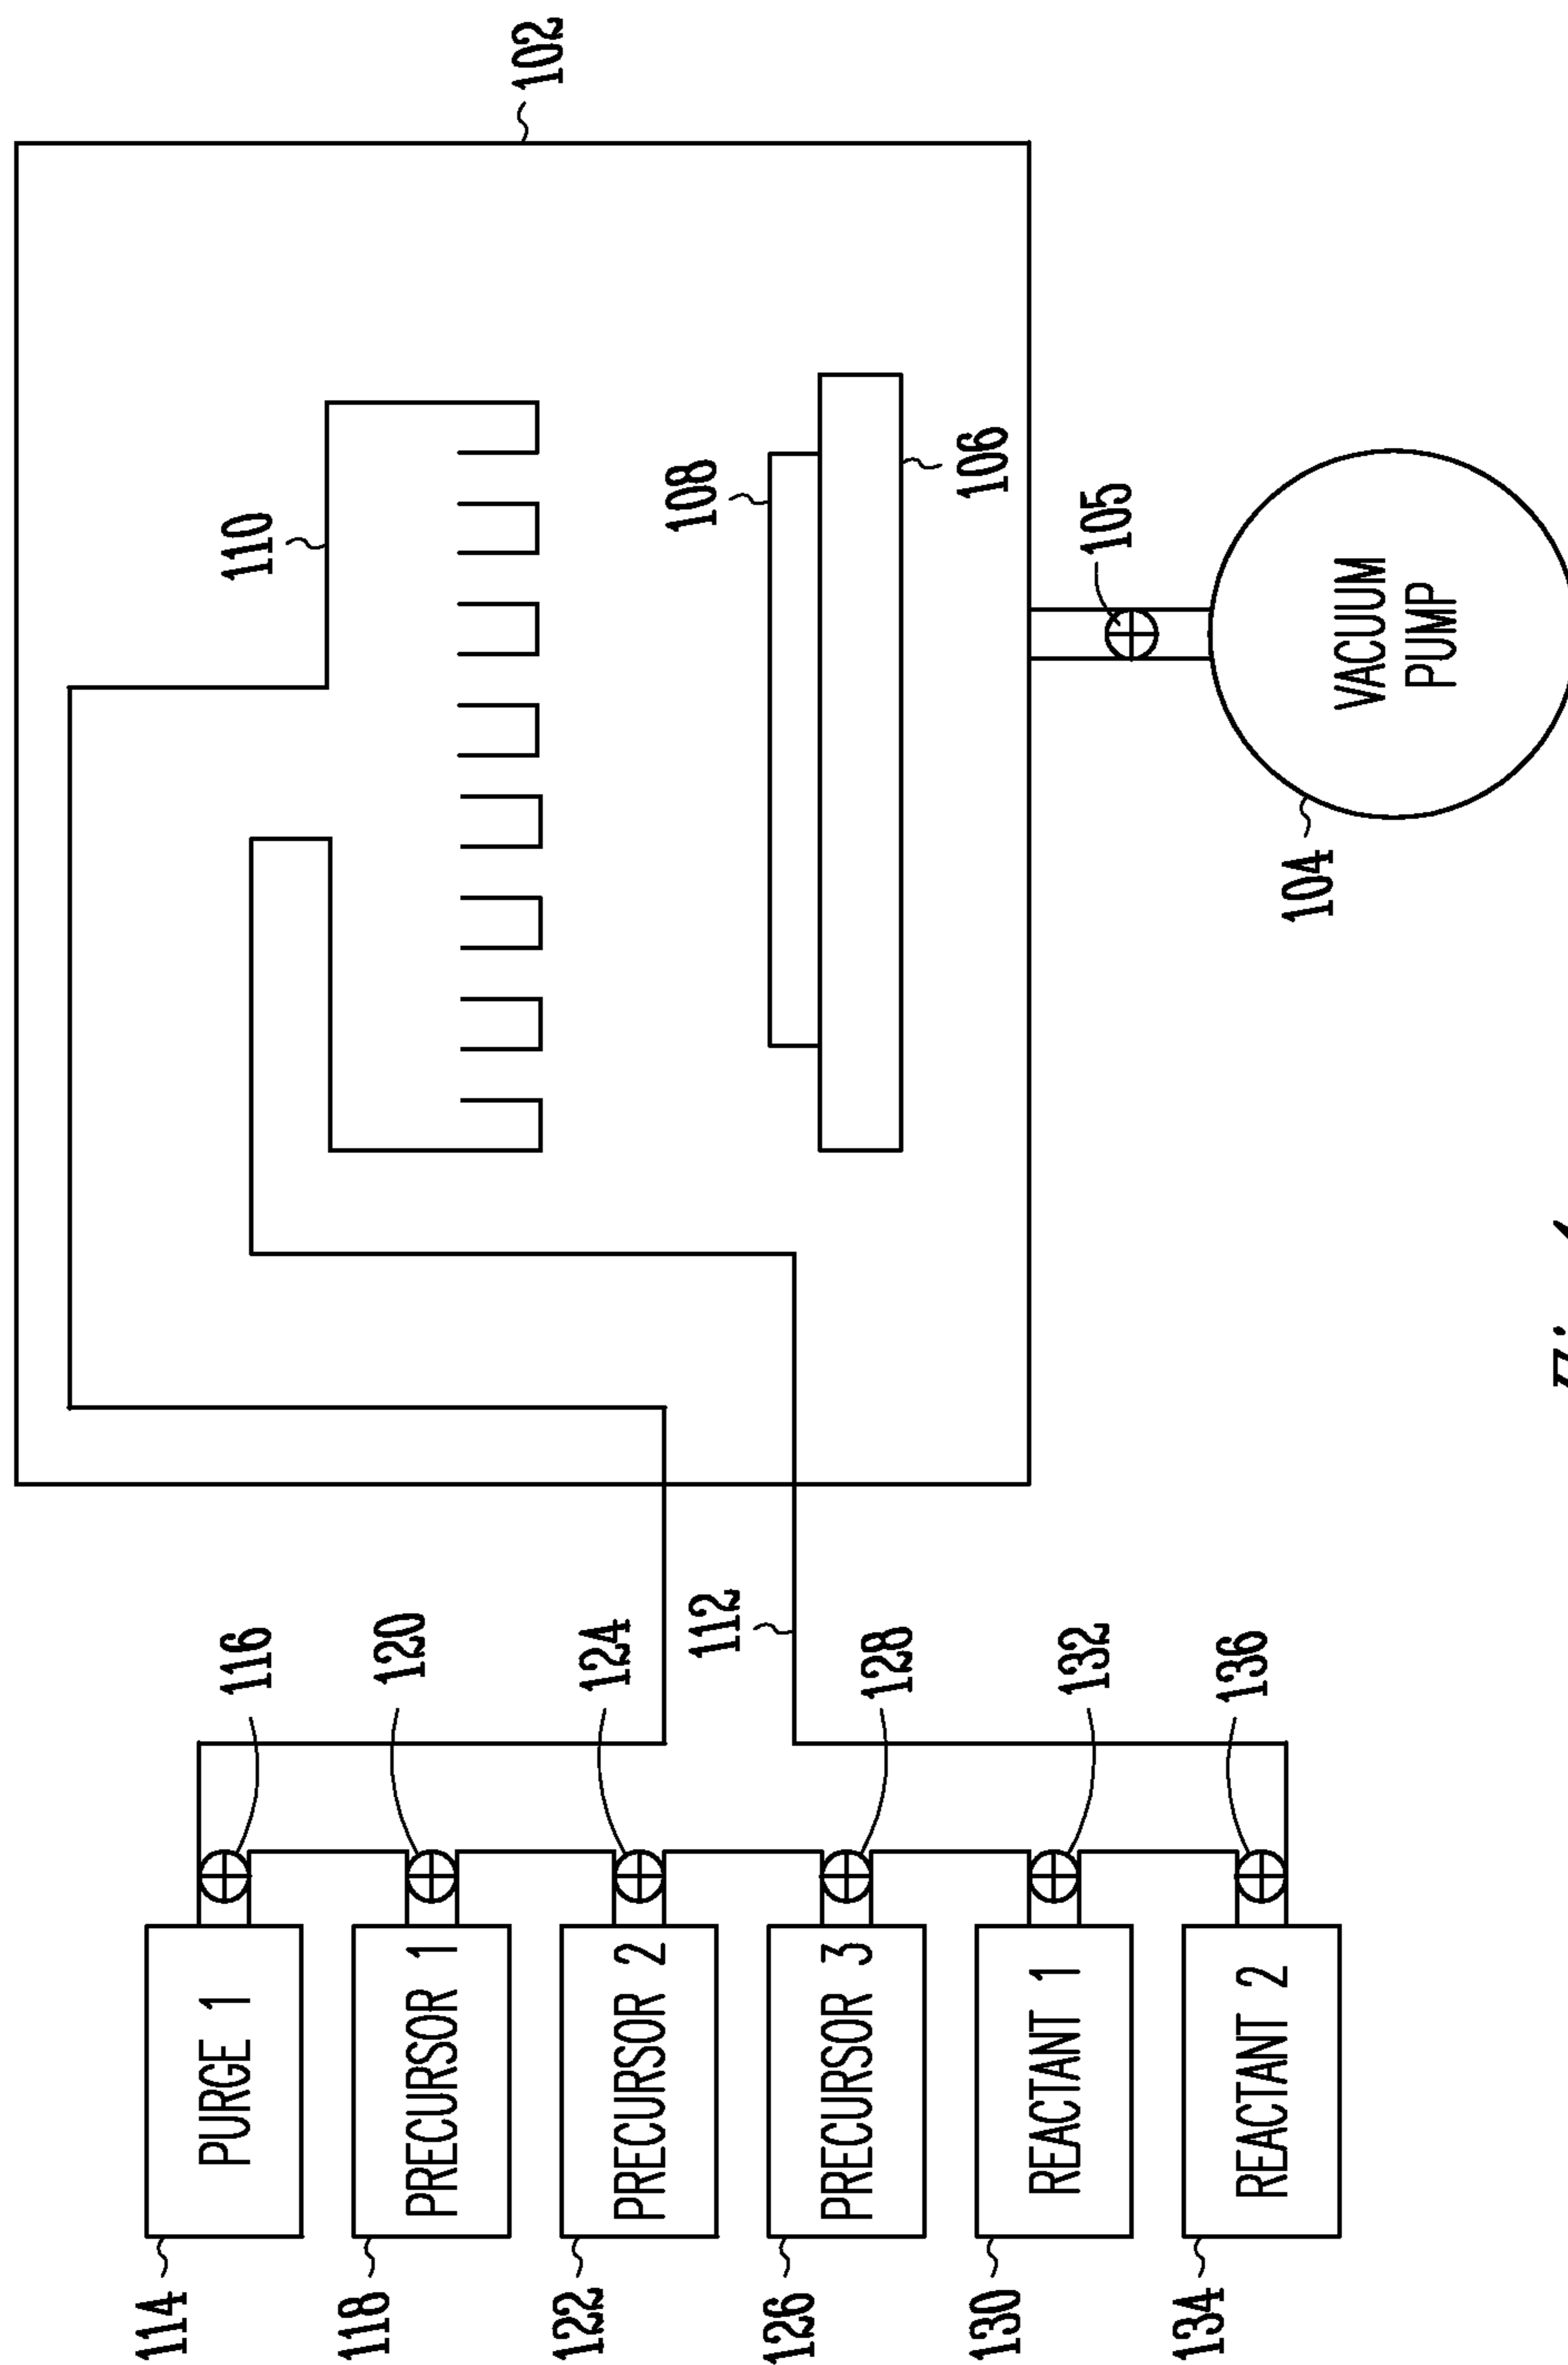 114
PURGE 1
116
118
PRECURSOR 1
120
122
PRECURSOR 2
124
126
PRECURSOR 3
128
130
REACTANT 1
132
134
REACTANT 2
136
112
110
102
108
106
105
104
VACUUM
PUMP